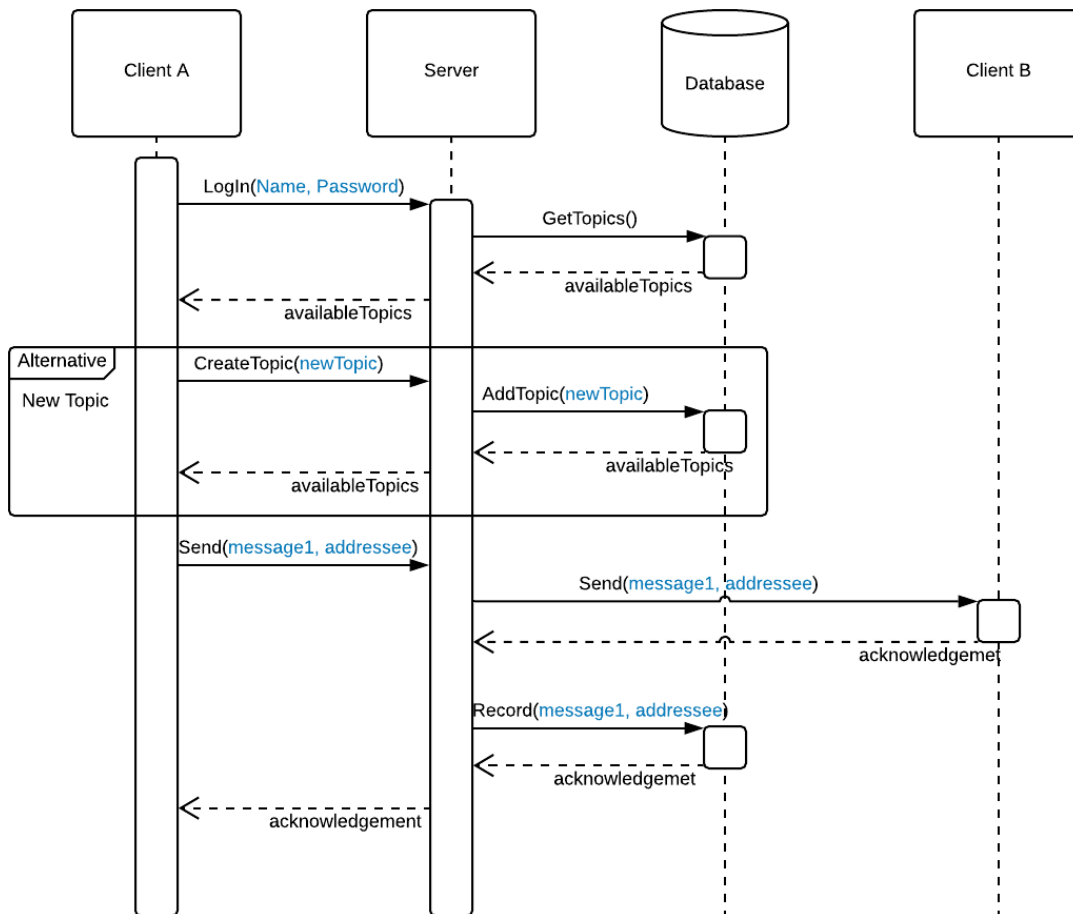 Client A
Server
Database
Client B
LogIn(Name, Password)
GetTopics()
availableTopics
availableTopics
Alternative
CreateTopic(newTopic)
New Topic
AddTopic(newTopic)
availableTopics
availableTopics
Send(message1, addressee)
Send(message1, addressee)
acknowledgemet
Record(message1, addressee)
acknowledgemet
acknowledgement